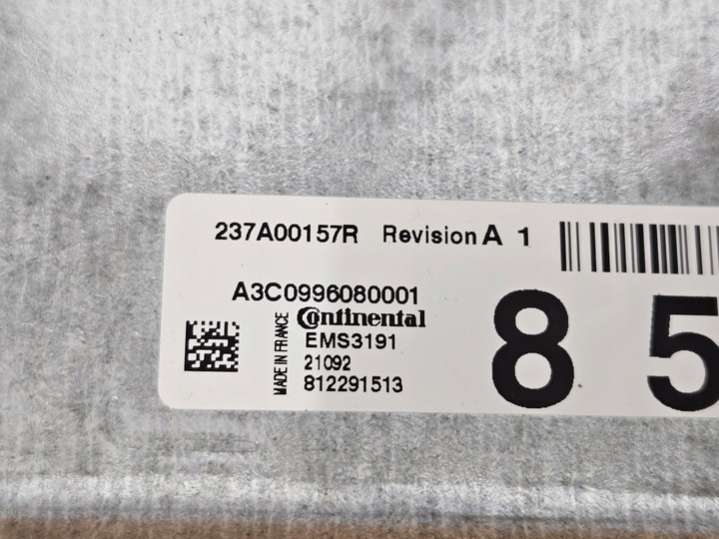 237A00157R Revision A 1
A3C0996080001
Continental
MADE IN FRANCE
EMS3191
21092
812291513
8 5